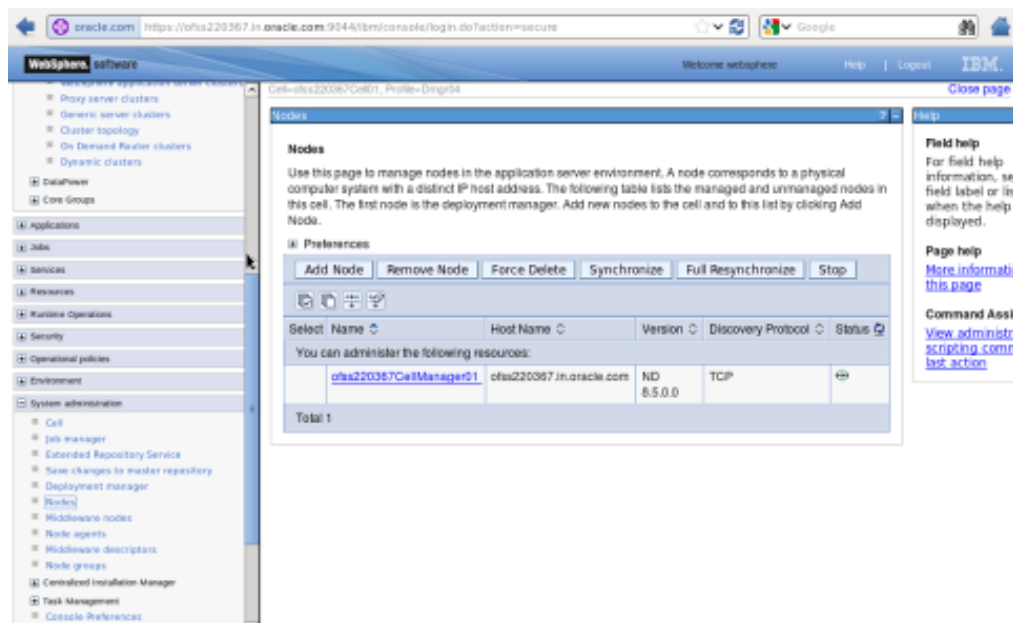 oracle.com https://ofss220367.in.oracle.com:9044/ibm/console/login.do?action=secure
Google
WebSphere. software
Welcome websphere Help | Logout IBM.
Proxy server clusters
Generic server clusters
Cluster topology
On Demand Router clusters
Dynamic clusters
DataPower
Core Groups
Applications
Jobs
Services
Resources
Runtime Operations
Security
Operational policies
Environment
System administration
Cell
Job manager
Extended Repository Service
Save changes to master repository
Deployment manager
Nodes
Middleware nodes
Node agents
Middleware descriptors
Node groups
Centralized Installation Manager
Task Management
Console Preferences
Cell=ofss220367Cell01, Profile=Dmgr04
Close page
Nodes ? –
Nodes
Use this page to manage nodes in the application server environment. A node corresponds to a physical
computer system with a distinct IP host address. The following table lists the managed and unmanaged nodes in
this cell. The first node is the deployment manager. Add new nodes to the cell and to this list by clicking Add
Node.
Preferences
Add Node Remove Node Force Delete Synchronize Full Resynchronize Stop
Select Name Host Name Version Discovery Protocol Status
You can administer the following resources:
ofss220367CellManager01 ofss220367.in.oracle.com ND TCP
8.5.0.0
Total 1
Help
Field help
For field help
information, se
field label or lis
when the help
displayed.
Page help
More informati
this page
Command Assi
View administr
scripting comm
last action